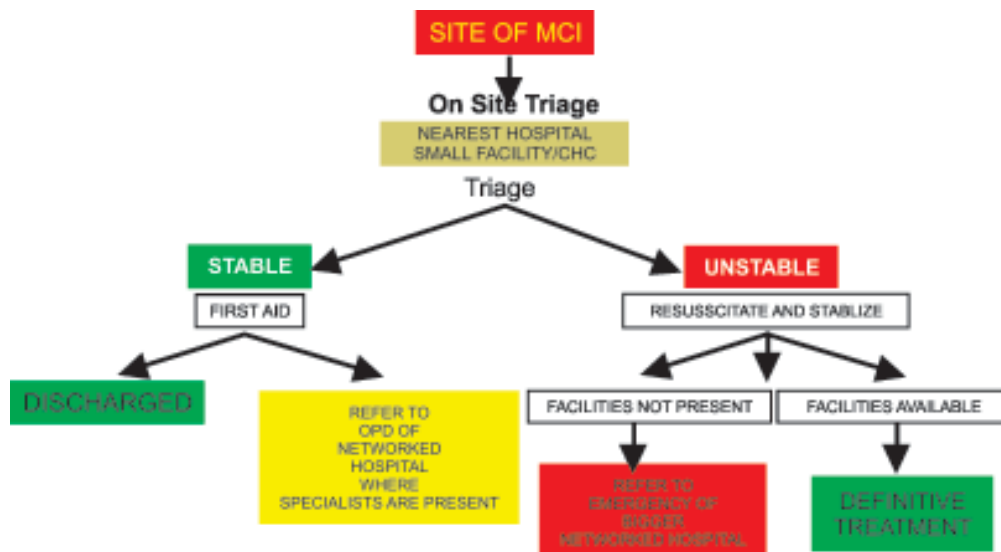 SITE OF MCI
On Site Triage
NEAREST HOSPITAL
SMALL FACILITY/CHC
Triage
STABLE
UNSTABLE
FIRST AID
RESUSSCITATE AND STABLIZE
DISCHARGED
REFER TO
OPD OF
NETWORKED
HOSPITAL
WHERE
SPECIALISTS ARE PRESENT
FACILITIES NOT PRESENT
FACILITIES AVAILABLE
REFER TO
EMERGENCY OF
BIGGER
NETWORKED HOSPITAL
DEFINITIVE
TREATMENT